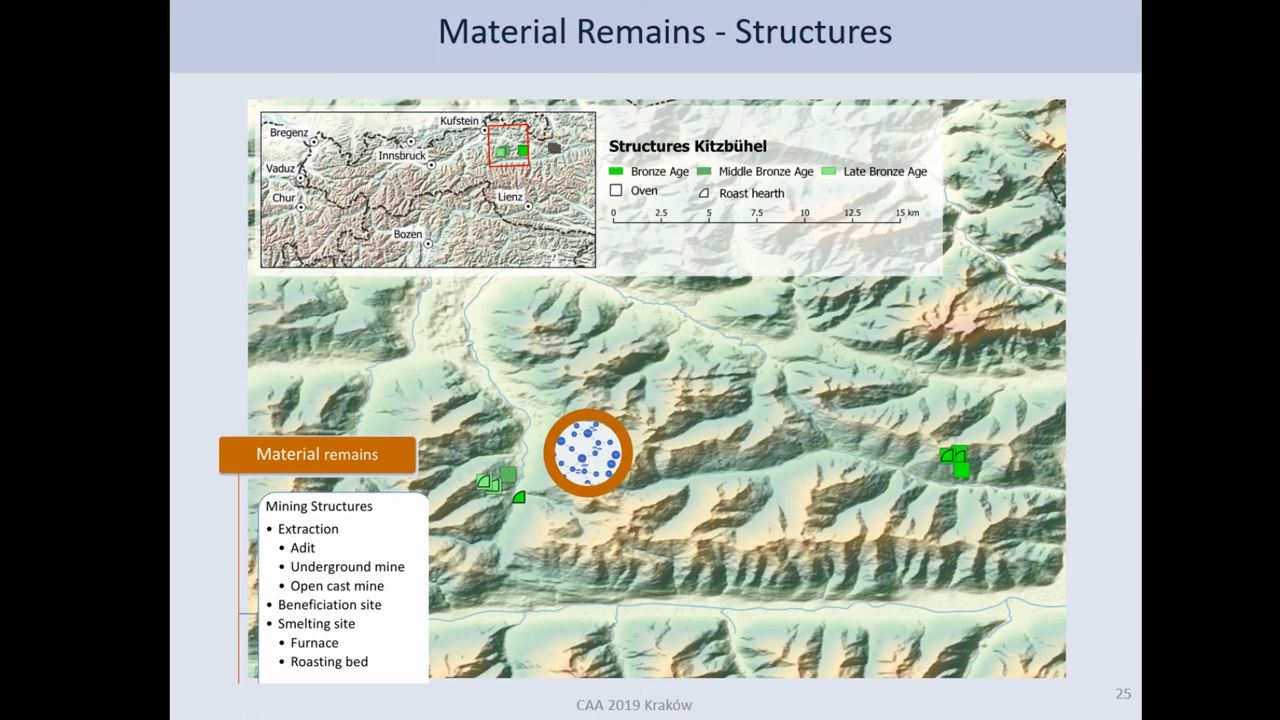 Material Remains - Structures
Kufstein
Bregenz
Innsbruck
Vaduz
Chur
Lienz
Bozen
Structures Kitzbühel
Bronze Age Middle Bronze Age Late Bronze Age
Oven Roast hearth
0 2.5 5 7.5 10 12.5 15 km
Material remains
Mining Structures
• Extraction
• Adit
• Underground mine
• Open cast mine
• Beneficiation site
• Smelting site
• Furnace
• Roasting bed
CAA 2019 Kraków
25